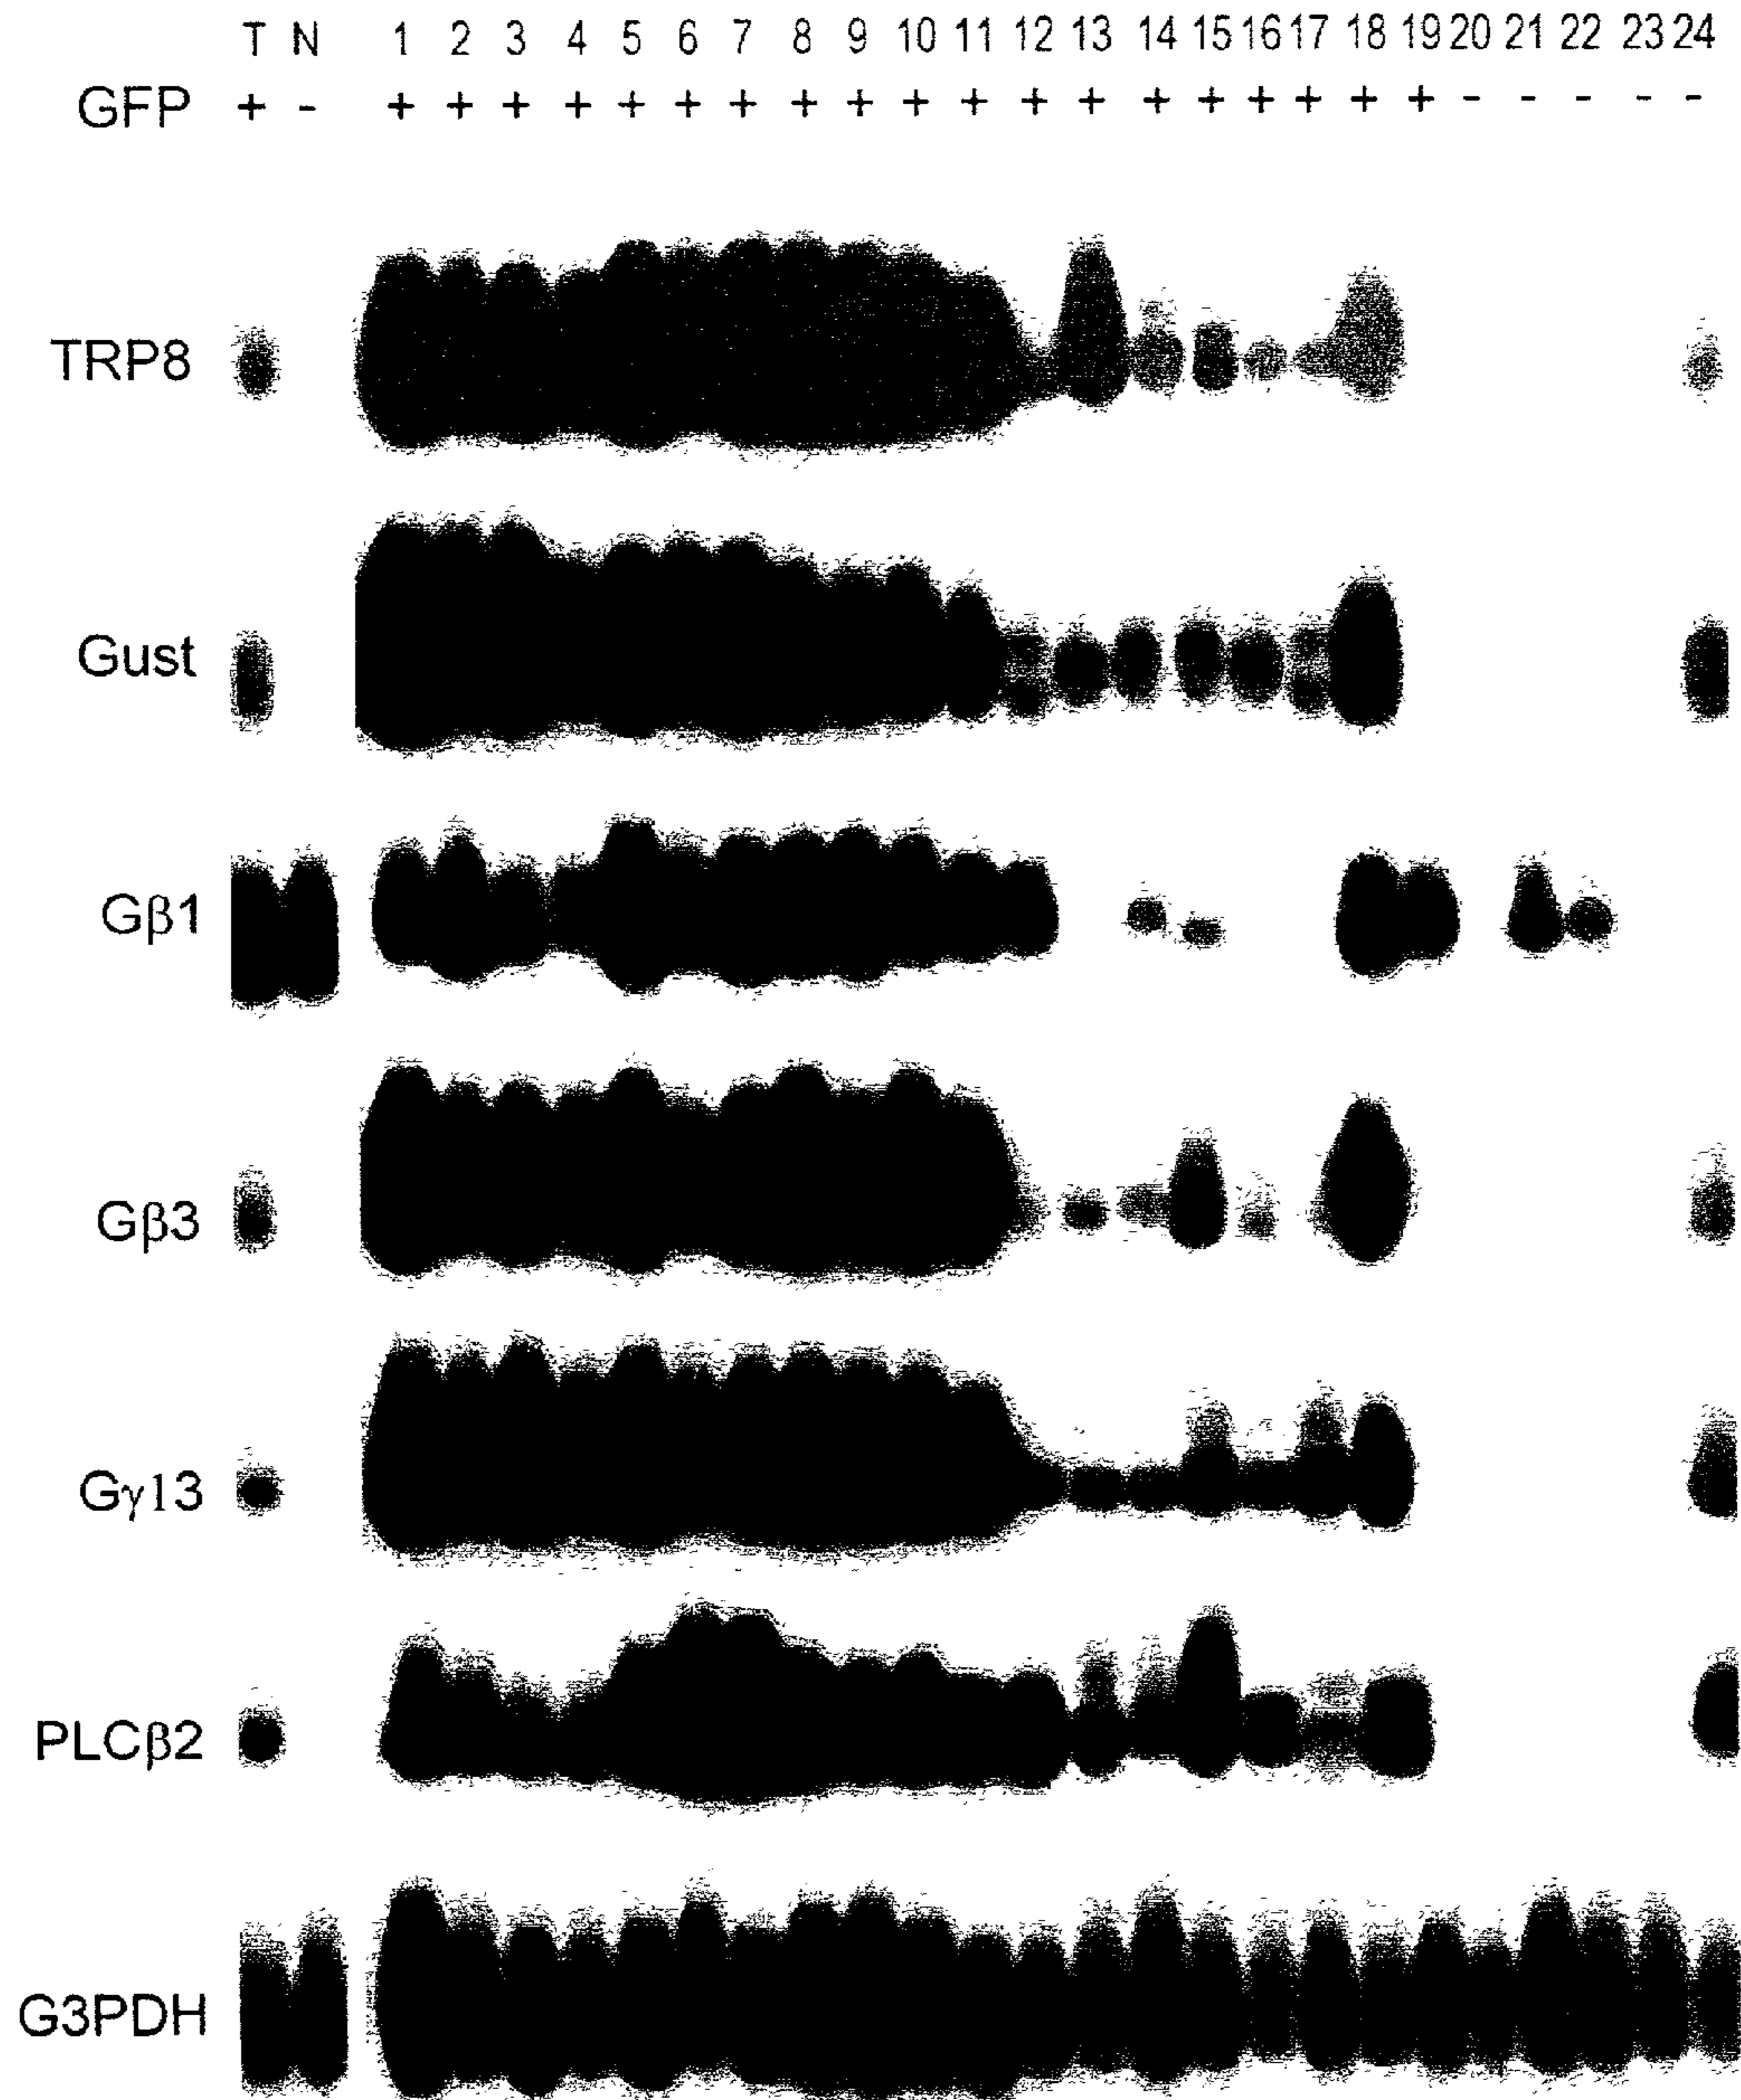 T N 1 2 3 4 5 6 7 8 9 10 11 12 13 14 15 16 17 18 19 20 21 22 23 24
GFP + - + + + + + + + + + + + + + + + + + + + - - - - -
TRP8
Gust
Gβ1
Gβ3
Gγ13
PLCβ2
G3PDH